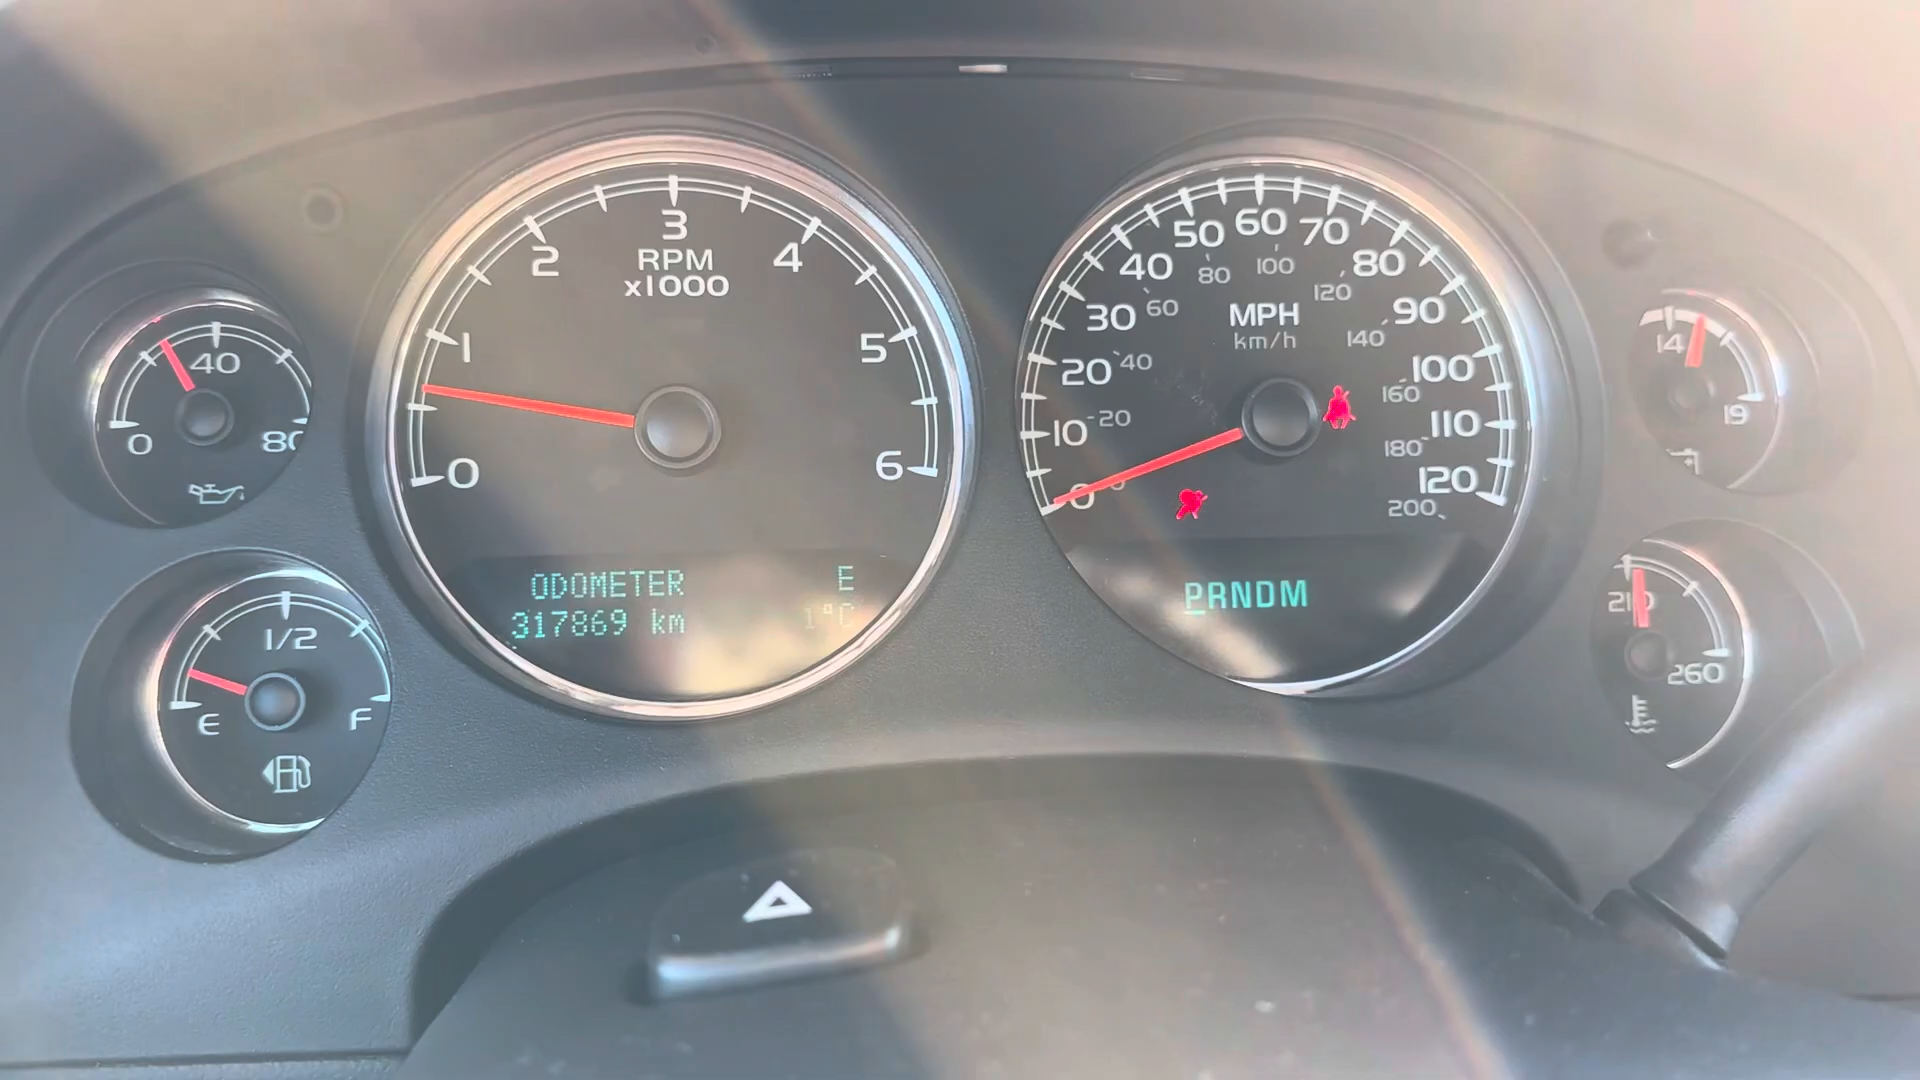 0 40 80
E 1/2 F
0 1 2 3 4 5 6
RPM
x1000
ODOMETER E
317869 km 1°C
0 10 20 30 40 50 60 70 80 90 100 110 120
20 40 60 80 100 120 140 160 180 200
MPH
km/h
PRNDM
14 19
210 260